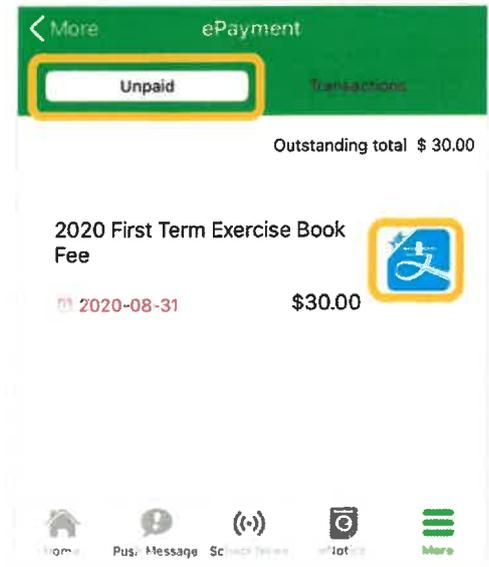 More
ePayment
Unpaid
Transactions
Outstanding total $ 30.00
2020 First Term Exercise Book
Fee
2020-08-31
$30.00
Message
More